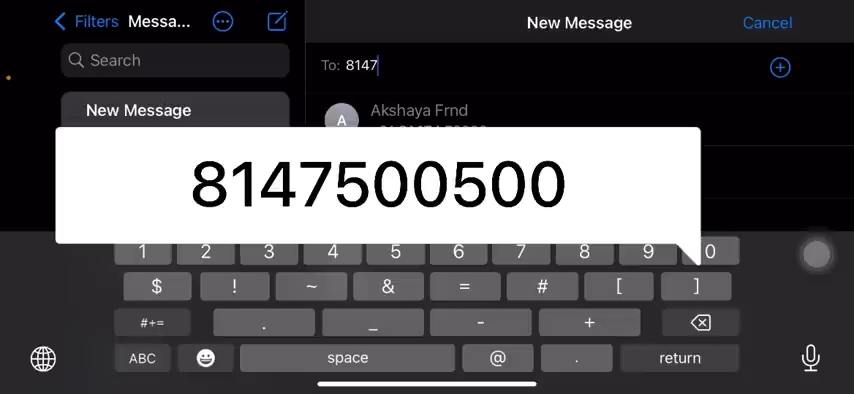 Filters Messa...
New Message
Cancel
Search
To: 8147
New Message
A
Akshaya Frnd
8147500500
1 2 3 4 5 6 7 8 9 0
$ ! ~ & = # [ ]
#+= . _ - +
ABC space @ . return